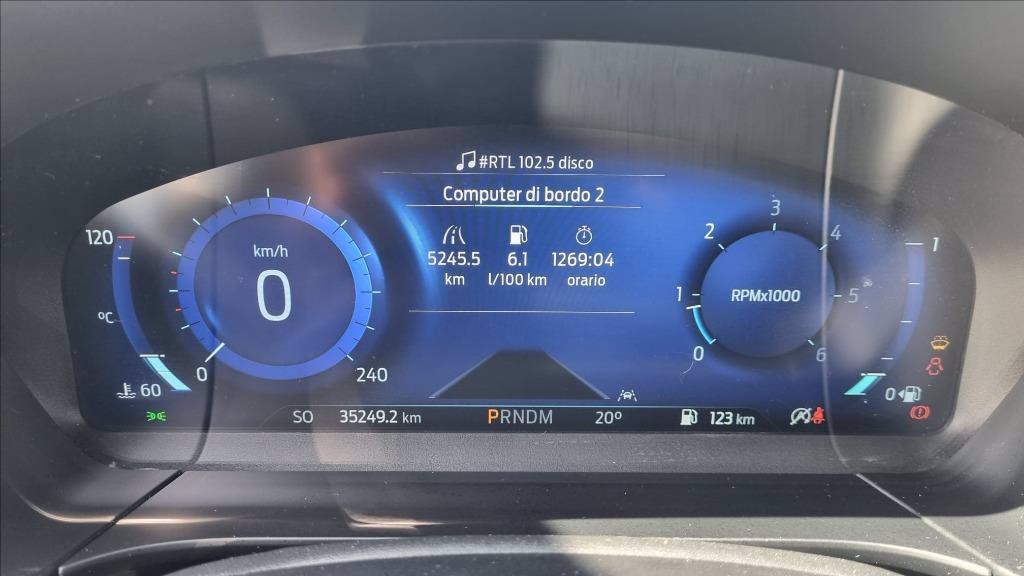 #RTL 102.5 disco
Computer di bordo 2
5245.5 6.1 1269:04
km l/100 km orario
120
°C
60
km/h
0
0 240
0 1 2 3 4 5 6
RPMx1000
1
0
SO 35249.2 km PRNDM 20° 123 km